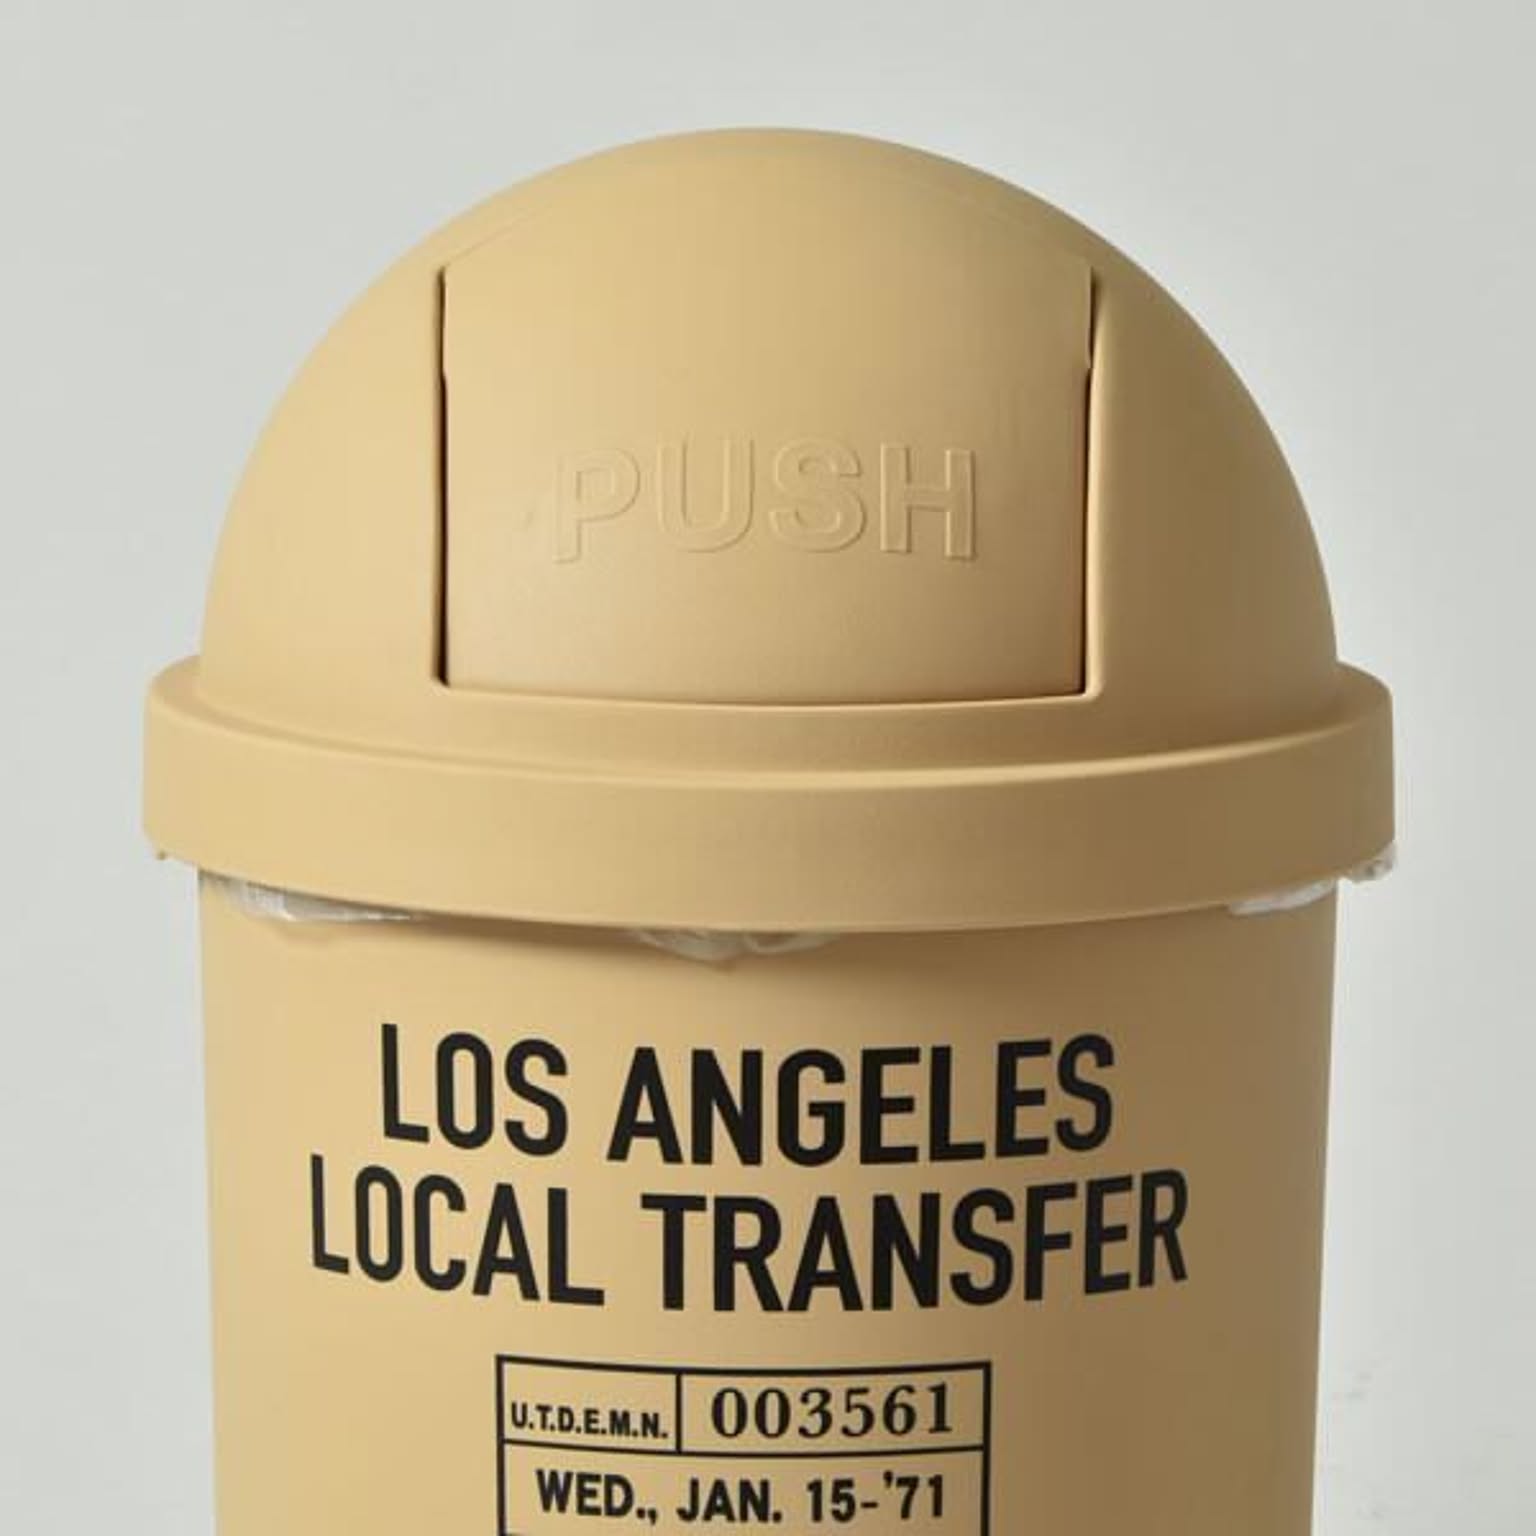 PUSH
LOS ANGELES
LOCAL TRANSFER
U.T.D.E.M.N. 003561
WED., JAN. 15-'71